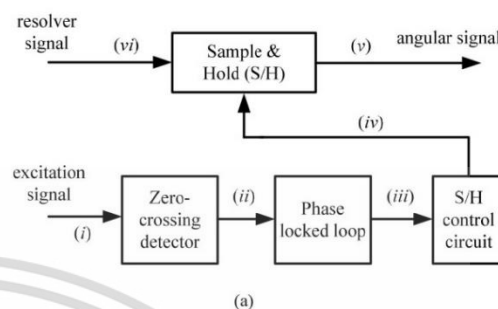 resolver
signal
(vi)
Sample &
Hold (S/H)
(v)
angular signal
(iv)
excitation
signal
(i)
Zero-
crossing
detector
(ii)
Phase
locked loop
(iii)
S/H
control
circuit
(a)